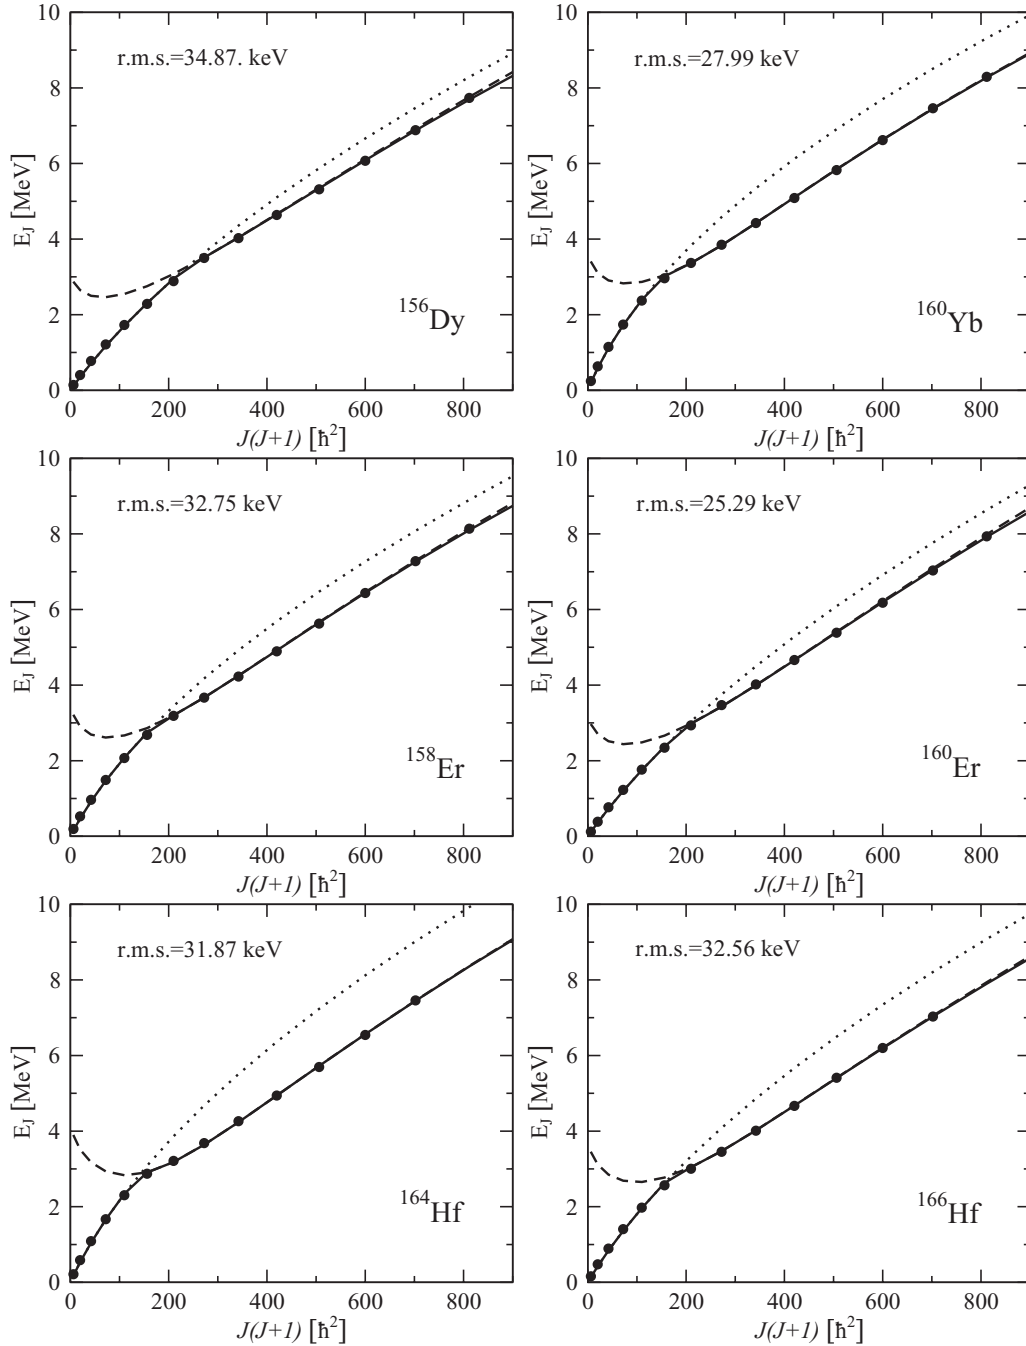 10
r.m.s.=34.87. keV
8
6
E_J [MeV]
4
2
¹⁵⁶Dy
0
0 200 400 600 800
J(J+1) [ħ²]
10
r.m.s.=27.99 keV
8
6
E_J [MeV]
4
2
¹⁶⁰Yb
0
0 200 400 600 800
J(J+1) [ħ²]
10
r.m.s.=32.75 keV
8
6
E_J [MeV]
4
2
¹⁵⁸Er
0
0 200 400 600 800
J(J+1) [ħ²]
10
r.m.s.=25.29 keV
8
6
E_J [MeV]
4
2
¹⁶⁰Er
0
0 200 400 600 800
J(J+1) [ħ²]
10
r.m.s.=31.87 keV
8
6
E_J [MeV]
4
2
¹⁶⁴Hf
0
0 200 400 600 800
J(J+1) [ħ²]
10
r.m.s.=32.56 keV
8
6
E_J [MeV]
4
2
¹⁶⁶Hf
0
0 200 400 600 800
J(J+1) [ħ²]